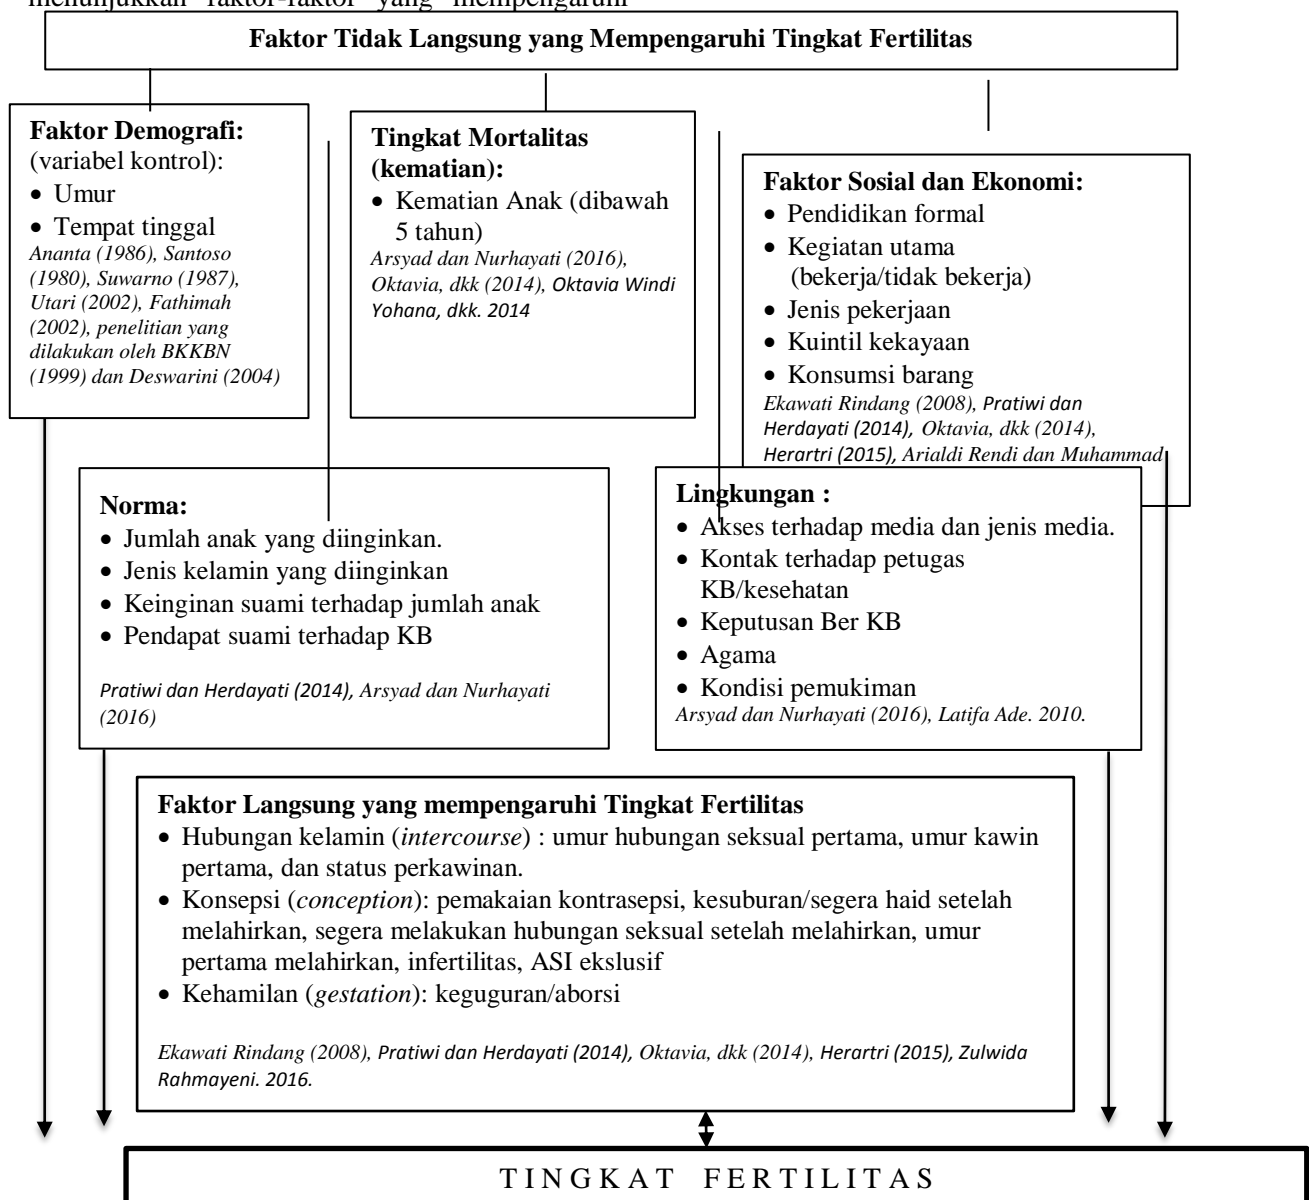 menunjukkan faktor-faktor yang mempengaruhi
Faktor Tidak Langsung yang Mempengaruhi Tingkat Fertilitas
Faktor Demografi:
(variabel kontrol):
• Umur
• Tempat tinggal
Ananta (1986), Santoso
(1980), Suwarno (1987),
Utari (2002), Fathimah
(2002), penelitian yang
dilakukan oleh BKKBN
(1999) dan Deswarini (2004)
Tingkat Mortalitas
(kematian):
• Kematian Anak (dibawah
5 tahun)
Arsyad dan Nurhayati (2016),
Oktavia, dkk (2014), Oktavia Windi
Yohana, dkk. 2014
Faktor Sosial dan Ekonomi:
• Pendidikan formal
• Kegiatan utama
(bekerja/tidak bekerja)
• Jenis pekerjaan
• Kuintil kekayaan
• Konsumsi barang
Ekawati Rindang (2008), Pratiwi dan
Herdayati (2014), Oktavia, dkk (2014),
Herartri (2015), Arialdi Rendi dan Muhammad
Norma:
• Jumlah anak yang diinginkan.
• Jenis kelamin yang diinginkan
• Keinginan suami terhadap jumlah anak
• Pendapat suami terhadap KB
Pratiwi dan Herdayati (2014), Arsyad dan Nurhayati
(2016)
Lingkungan :
• Akses terhadap media dan jenis media.
• Kontak terhadap petugas
KB/kesehatan
• Keputusan Ber KB
• Agama
• Kondisi pemukiman
Arsyad dan Nurhayati (2016), Latifa Ade. 2010.
Faktor Langsung yang mempengaruhi Tingkat Fertilitas
• Hubungan kelamin (intercourse) : umur hubungan seksual pertama, umur kawin
pertama, dan status perkawinan.
• Konsepsi (conception): pemakaian kontrasepsi, kesuburan/segera haid setelah
melahirkan, segera melakukan hubungan seksual setelah melahirkan, umur
pertama melahirkan, infertilitas, ASI ekslusif
• Kehamilan (gestation): keguguran/aborsi
Ekawati Rindang (2008), Pratiwi dan Herdayati (2014), Oktavia, dkk (2014), Herartri (2015), Zulwida
Rahmayeni. 2016.
TINGKAT FERTILITAS